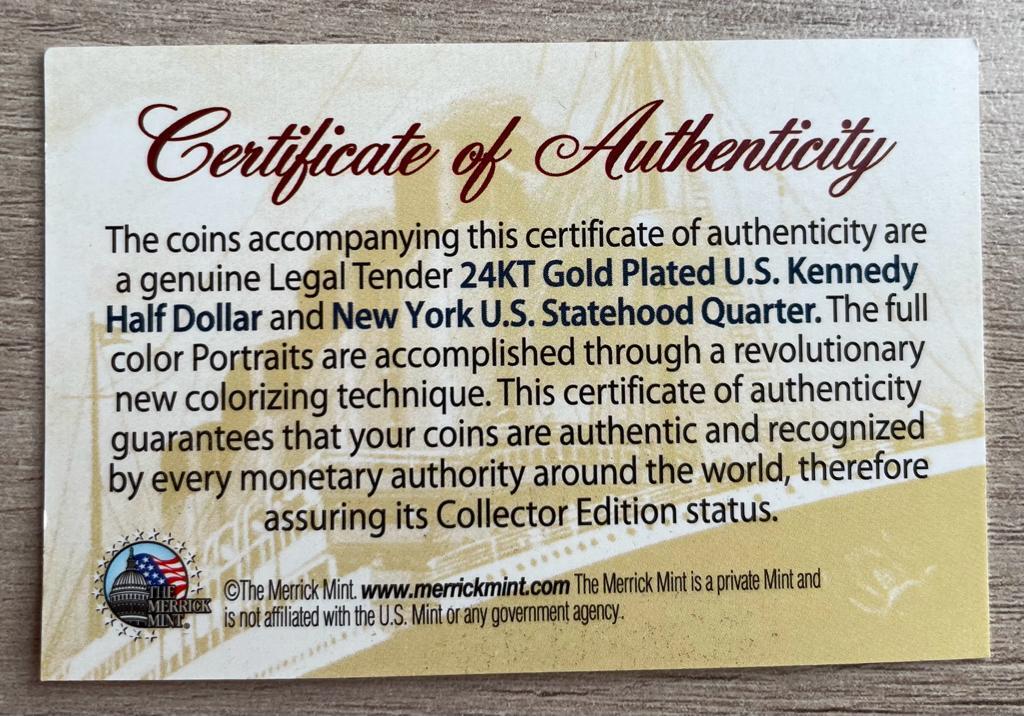 Certificate of Authenticity
The coins accompanying this certificate of authenticity are
a genuine Legal Tender 24KT Gold Plated U.S. Kennedy
Half Dollar and New York U.S. Statehood Quarter. The full
color Portraits are accomplished through a revolutionary
new colorizing technique. This certificate of authenticity
guarantees that your coins are authentic and recognized
by every monetary authority around the world, therefore
assuring its Collector Edition status.
THE
MERRICK
MINT®
©The Merrick Mint. www.merrickmint.com The Merrick Mint is a private Mint and
is not affiliated with the U.S. Mint or any government agency.